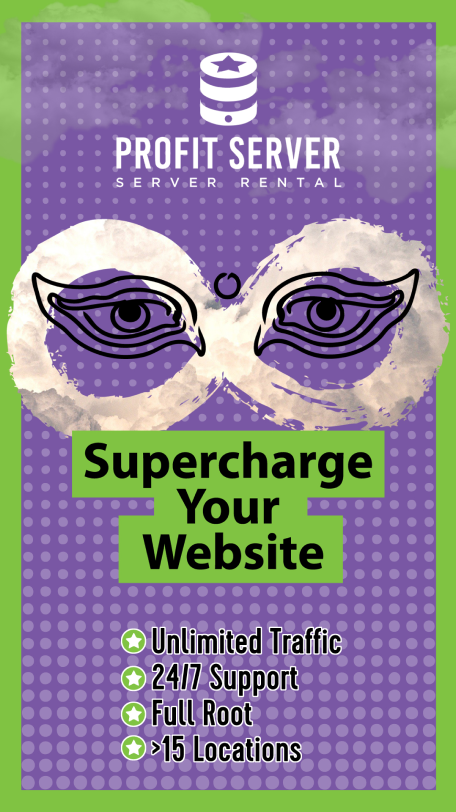 PROFIT SERVER
SERVER RENTAL
Supercharge
Your
Website
Unlimited Traffic
24/7 Support
Full Root
>15 Locations